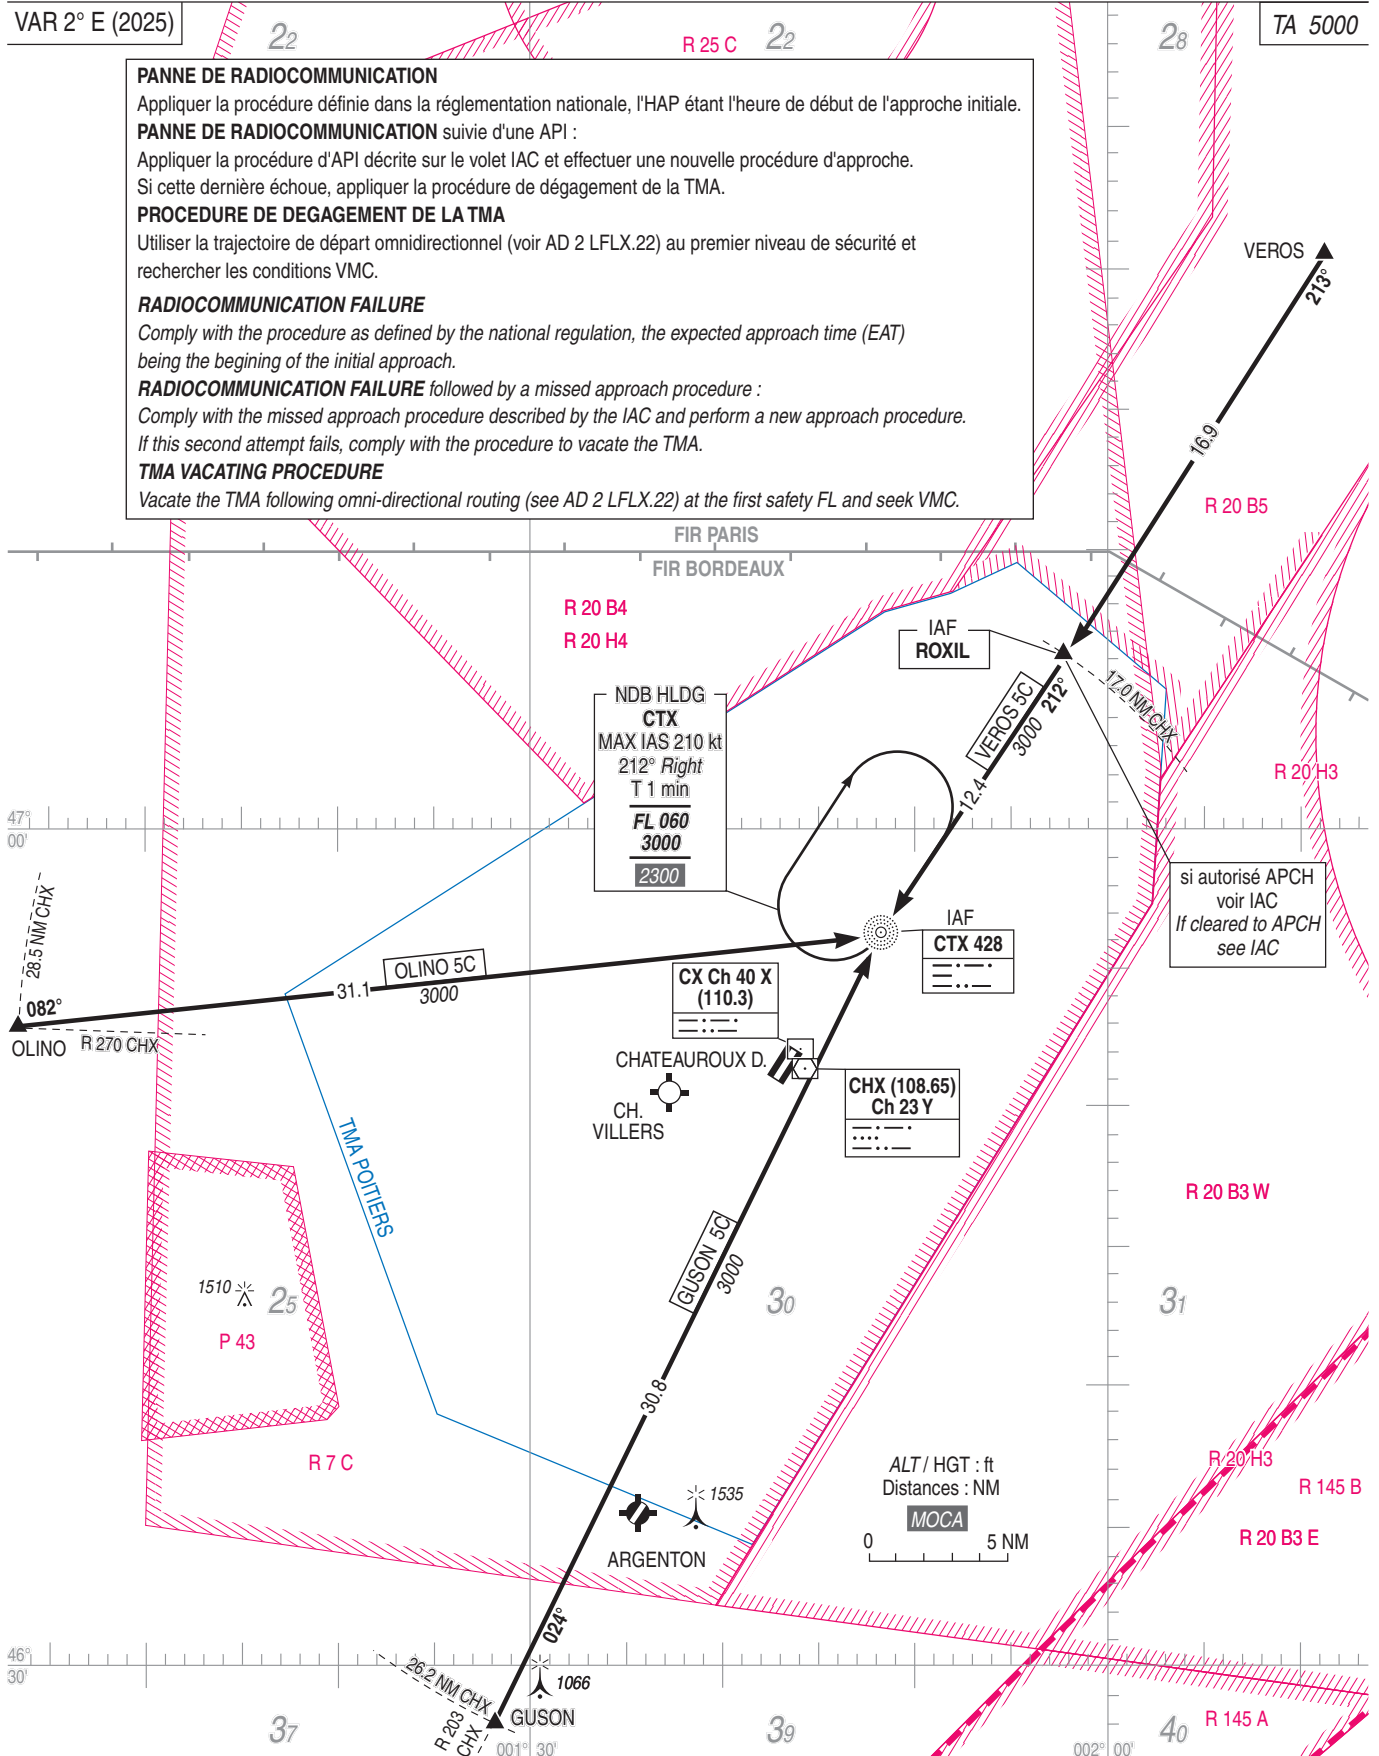 VAR 2° E (2025)
22
R 25 C
22
28
TA 5000
PANNE DE RADIOCOMMUNICATION
Appliquer la procédure définie dans la réglementation nationale, l'HAP étant l'heure de début de l'approche initiale.
PANNE DE RADIOCOMMUNICATION suivie d'une API :
Appliquer la procédure d'API décrite sur le volet IAC et effectuer une nouvelle procédure d'approche.
Si cette dernière échoue, appliquer la procédure de dégagement de la TMA.
PROCEDURE DE DEGAGEMENT DE LA TMA
Utiliser la trajectoire de départ omnidirectionnel (voir AD 2 LFLX.22) au premier niveau de sécurité et
rechercher les conditions VMC.
RADIOCOMMUNICATION FAILURE
Comply with the procedure as defined by the national regulation, the expected approach time (EAT)
being the begining of the initial approach.
RADIOCOMMUNICATION FAILURE followed by a missed approach procedure :
Comply with the missed approach procedure described by the IAC and perform a new approach procedure.
If this second attempt fails, comply with the procedure to vacate the TMA.
TMA VACATING PROCEDURE
Vacate the TMA following omni-directional routing (see AD 2 LFLX.22) at the first safety FL and seek VMC.
VEROS
213°
16.9
R 20 B5
FIR PARIS
FIR BORDEAUX
R 20 B4
R 20 H4
IAF
ROXIL
17.0 NM CHX
VEROS 5C
3000
212°
12.4
NDB HLDG
CTX
MAX IAS 210 kt
212° Right
T 1 min
FL 060
3000
2300
R 20 H3
47°
00'
si autorisé APCH
voir IAC
If cleared to APCH
see IAC
28.5 NM CHX
IAF
CTX 428
OLINO 5C
31.1
3000
082°
OLINO
R 270 CHX
CX Ch 40 X
(110.3)
CHATEAUROUX D.
CHX (108.65)
Ch 23 Y
CH.
VILLERS
TMA POITIERS
R 20 B3 W
GUSON 5C
3000
1510
25
P 43
30
31
30.8
R 7 C
ALT / HGT : ft
Distances : NM
MOCA
0 5 NM
R 20 H3
R 145 B
R 20 B3 E
1535
ARGENTON
024°
46°
30'
26.2 NM CHX
1066
R 203
CHX
GUSON
37
001° 30'
39
002° 00'
40
R 145 A